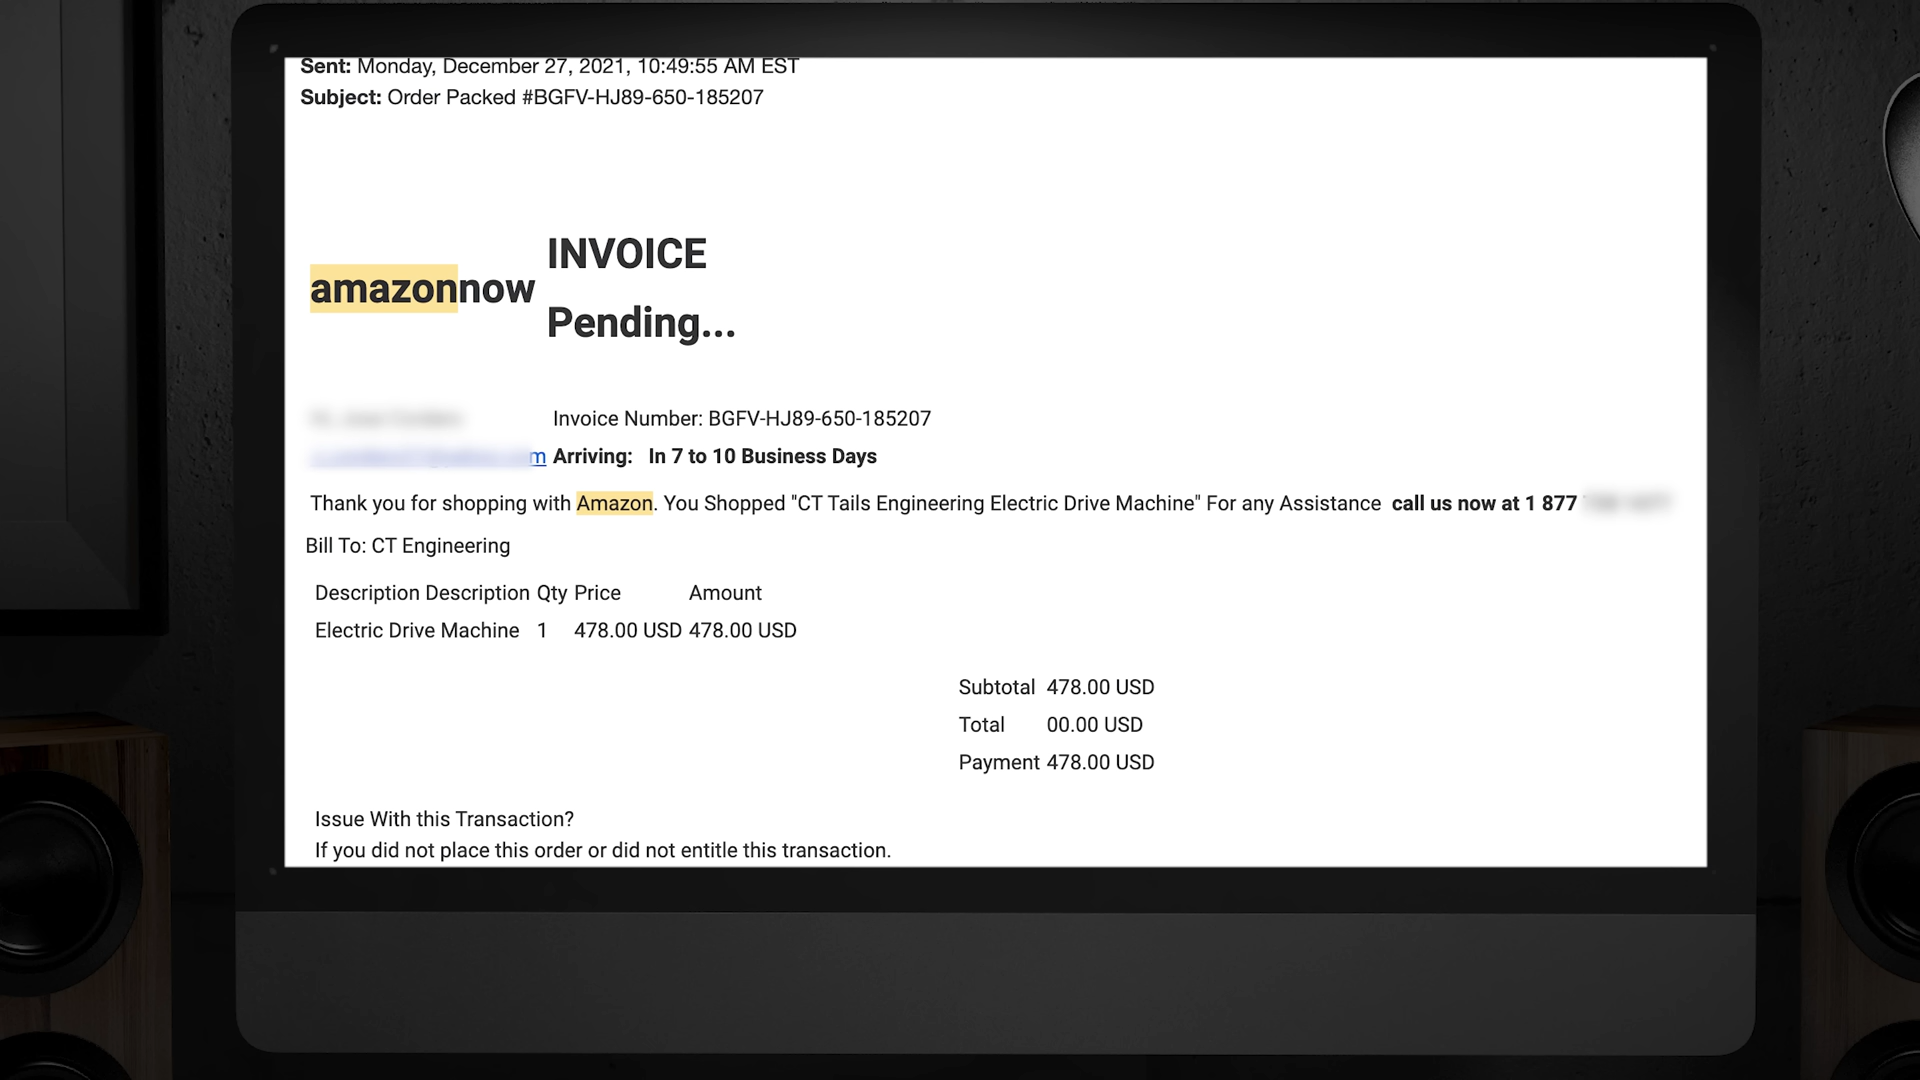 Sent: Monday, December 27, 2021, 10:49:55 AM EST
Subject: Order Packed #BGFV-HJ89-650-185207
INVOICE
amazonnow
Pending...
Invoice Number: BGFV-HJ89-650-185207
m Arriving: In 7 to 10 Business Days
Thank you for shopping with Amazon. You Shopped "CT Tails Engineering Electric Drive Machine" For any Assistance call us now at 1 877
Bill To: CT Engineering
Description Description Qty Price Amount
Electric Drive Machine 1 478.00 USD 478.00 USD
Subtotal 478.00 USD
Total 00.00 USD
Payment 478.00 USD
Issue With this Transaction?
If you did not place this order or did not entitle this transaction.